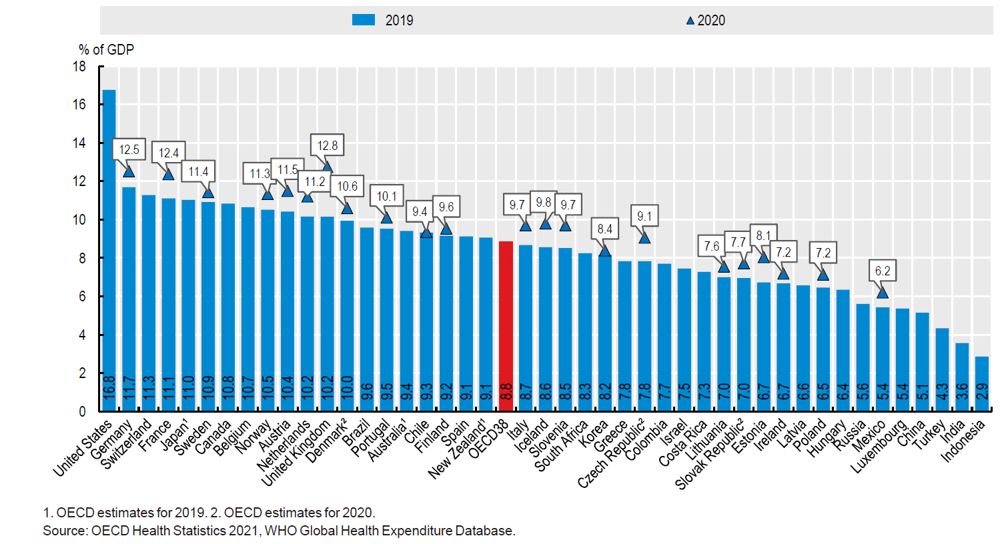 2019 2020
% of GDP
18
16
14
12
10
8
6
4
2
0
12.5 12.4 11.4 11.3 11.5 11.2 12.8 10.6 10.1 9.4 9.6 9.7 9.8 9.7 8.4 9.1 7.6 7.7 8.1 7.2 7.2 6.2
16.8 11.7 11.3 11.1 11.0 10.9 10.8 10.7 10.5 10.4 10.2 10.2 10.0 9.6 9.5 9.4 9.3 9.2 9.1 9.1 8.8 8.7 8.6 8.5 8.3 8.2 7.8 7.8 7.7 7.5 7.3 7.0 7.0 6.7 6.7 6.6 6.5 6.4 5.6 5.4 5.4 5.1 4.3 3.6 2.9
United States
Germany
Switzerland
France
Japan¹
Sweden
Canada
Belgium
Norway
Austria
Netherlands
United Kingdom
Denmark²
Brazil
Portugal
Australia¹
Chile
Finland
Spain
New Zealand¹
OECD38
Italy
Iceland
Slovenia
South Africa
Korea
Greece
Czech Republic²
Colombia
Israel
Costa Rica
Lithuania
Slovak Republic²
Estonia
Ireland
Latvia
Poland
Hungary
Russia
Mexico
Luxembourg
China
Turkey
India
Indonesia
1. OECD estimates for 2019. 2. OECD estimates for 2020.
Source: OECD Health Statistics 2021, WHO Global Health Expenditure Database.